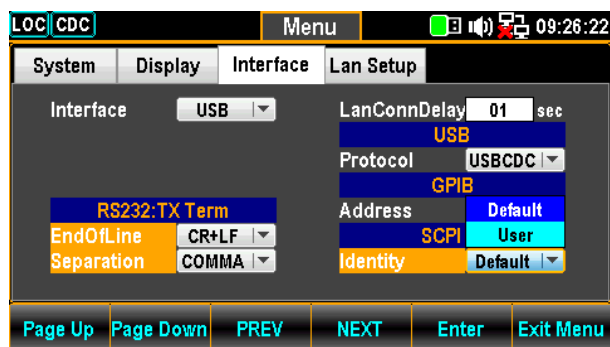 LOC CDC Menu 09:26:22
System Display Interface Lan Setup
Interface USB
LanConnDelay 01 sec
USB
Protocol USBCDC
GPIB
RS232:TX Term
Address Default
EndOfLine CR+LF
SCPI User
Separation COMMA
Identity Default
Page Up Page Down PREV NEXT Enter Exit Menu